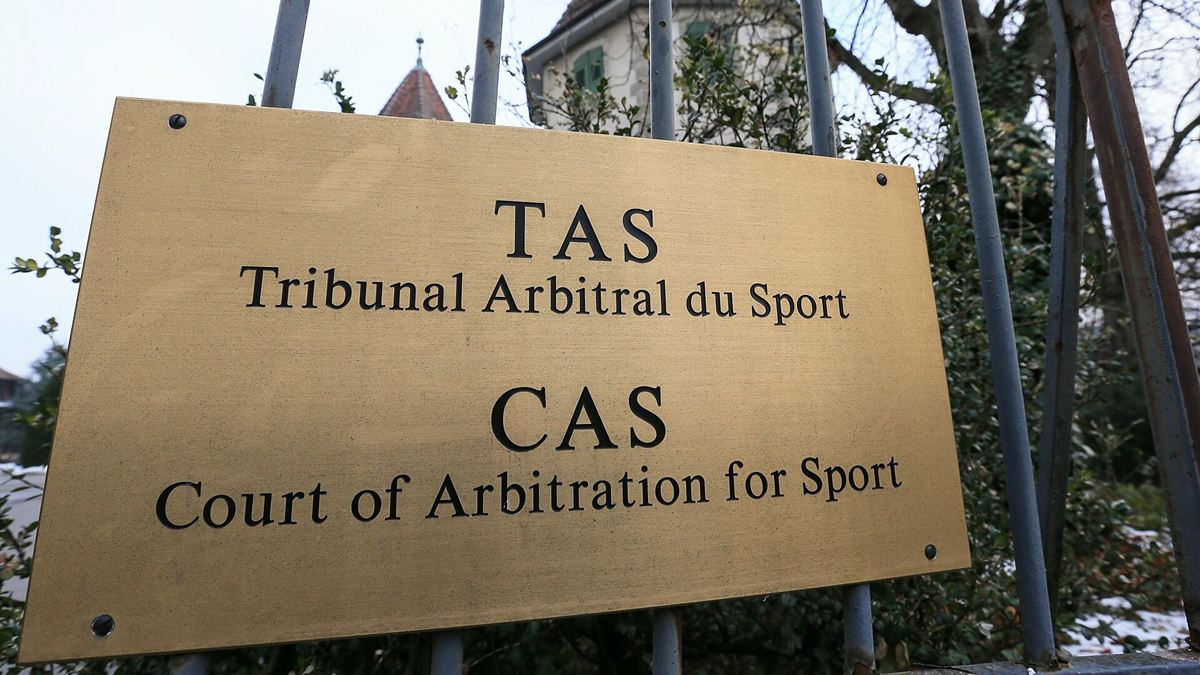 TAS
Tribunal Arbitral du Sport
CAS
Court of Arbitration for Sport